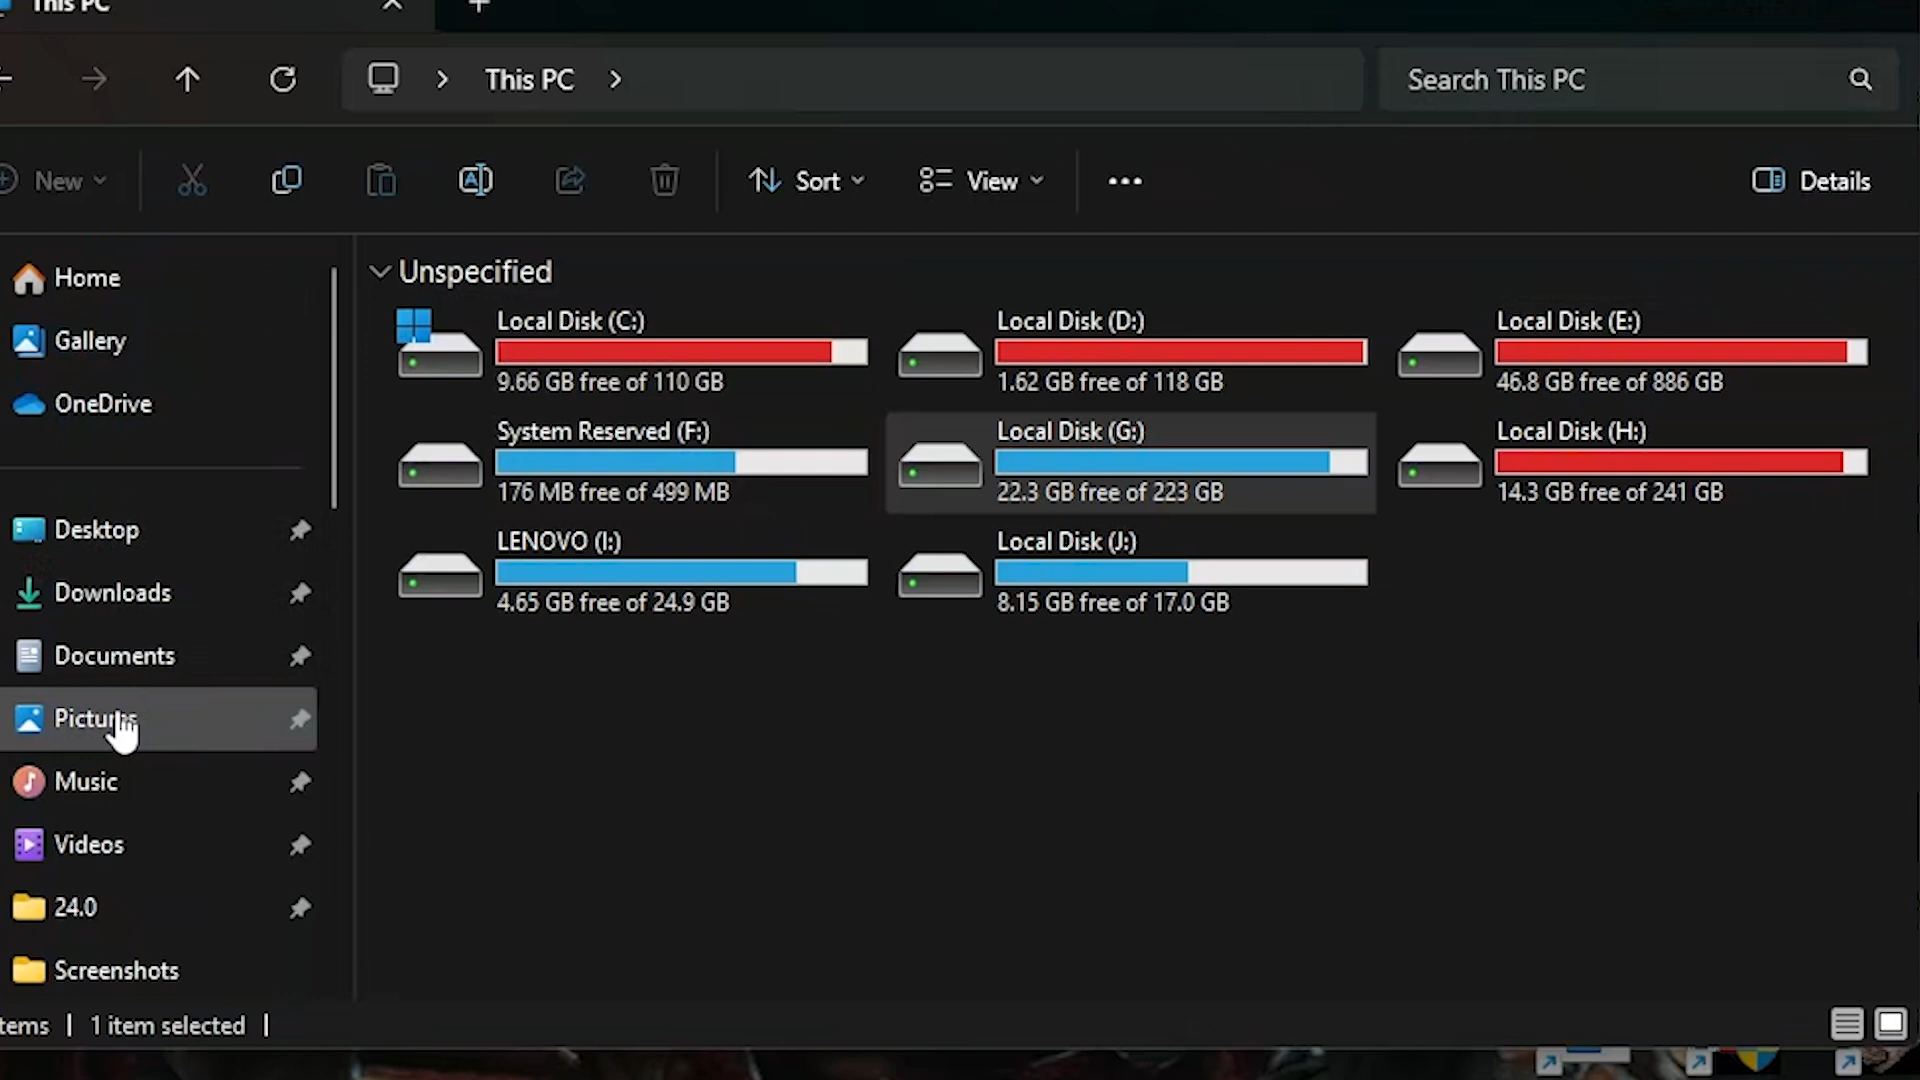 This PC
This PC
Search This PC
New
Sort
View
Details
Home
Gallery
OneDrive
Desktop
Downloads
Documents
Pictures
Music
Videos
24.0
Screenshots
Unspecified
Local Disk (C:)
9.66 GB free of 110 GB
Local Disk (D:)
1.62 GB free of 118 GB
Local Disk (E:)
46.8 GB free of 886 GB
System Reserved (F:)
176 MB free of 499 MB
Local Disk (G:)
22.3 GB free of 223 GB
Local Disk (H:)
14.3 GB free of 241 GB
LENOVO (I:)
4.65 GB free of 24.9 GB
Local Disk (J:)
8.15 GB free of 17.0 GB
tems | 1 item selected |